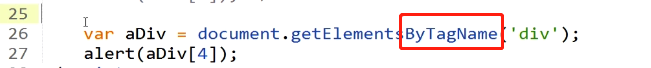 25
26 var aDiv = document.getElementsByTagName('div');
27 alert(aDiv[4]);